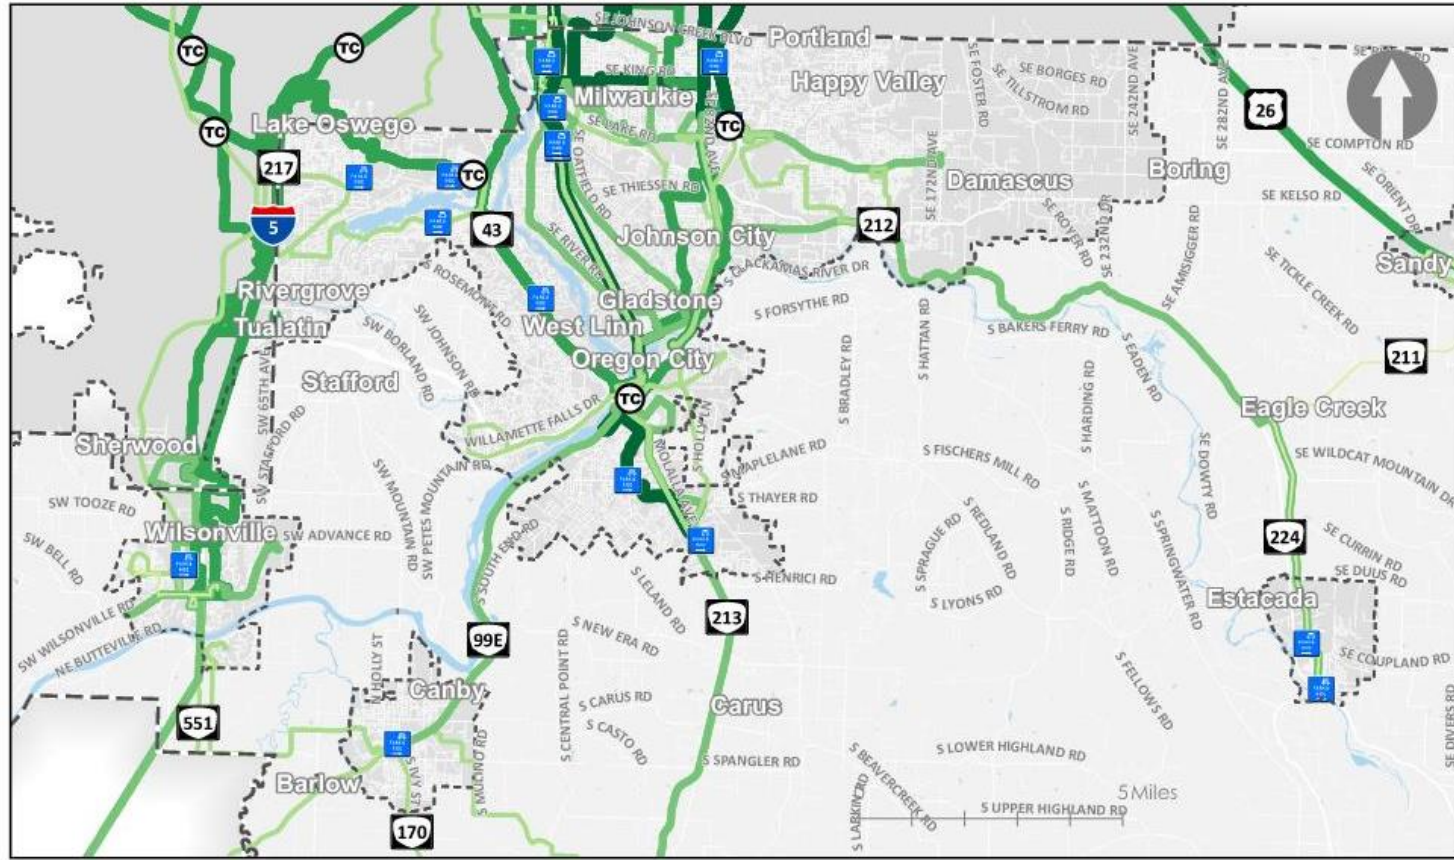 SE JOHNSON CREEK BLVD
Portland
TC
TC
SE KING RD
Happy Valley
SE FOSTER RD
SE BORGES RD
SE TILLSTROM RD
SE 242ND AVE
SE 282ND AVE
26
Milwaukie
Lake Oswego
TC
SE LAKE RD
SE 82ND AVE
TC
SE COMPTON RD
217
TC
SE OATFIELD RD
SE THIESSEN RD
SE 172ND AVE
Damascus
Boring
SE KELSO RD
SE ORIENT DR
5
43
SE RIVER RD
Johnson City
212
SE ROYER RD
SE 232ND DR
SE AMISIGGER RD
SE TICKLE CREEK RD
Sandy
S ROSEMONT RD
S CLACKAMAS RIVER DR
Rivergrove
Tualatin
Gladstone
West Linn
S FORSYTHE RD
S HATTAN RD
S BAKERS FERRY RD
SW 65TH AVE
SW BORLAND RD
SW JOHNSON RD
Stafford
Oregon City
S BRADLEY RD
S EADEN RD
S HARDING RD
211
TC
Eagle Creek
WILLAMETTE FALLS DR
Sherwood
SW STAFFORD RD
MOLALLA AVE
S HOLLY LN
S MAPLELANE RD
S FISCHERS MILL RD
SE DOWTY RD
SE WILDCAT MOUNTAIN DR
SW TOOZE RD
SW MOUNTAIN RD
SW PETES MOUNTAIN RD
S THAYER RD
Wilsonville
SW ADVANCE RD
SW BELL RD
S SOUTH END RD
S SPRAGUE RD
S REDLAND RD
S RIDGE RD
S MATTOON RD
S SPRINGWATER RD
224
SE CURRIN RD
SE DUUS RD
S HENRICI RD
S LELAND RD
S LYONS RD
Estacada
SW WILSONVILLE RD
NE BUTTEVILLE RD
213
99E
S NEW ERA RD
SE COUPLAND RD
N HOLLY ST
Canby
S CENTRAL POINT RD
S CARUS RD
Carus
S FELLOWS RD
551
S CASTO RD
SE DIVERS RD
S MULINO RD
S SPANGLER RD
S LOWER HIGHLAND RD
Barlow
S IVY ST
S BEAVERCREEK RD
S LARKIN RD
5 Miles
S UPPER HIGHLAND RD
170